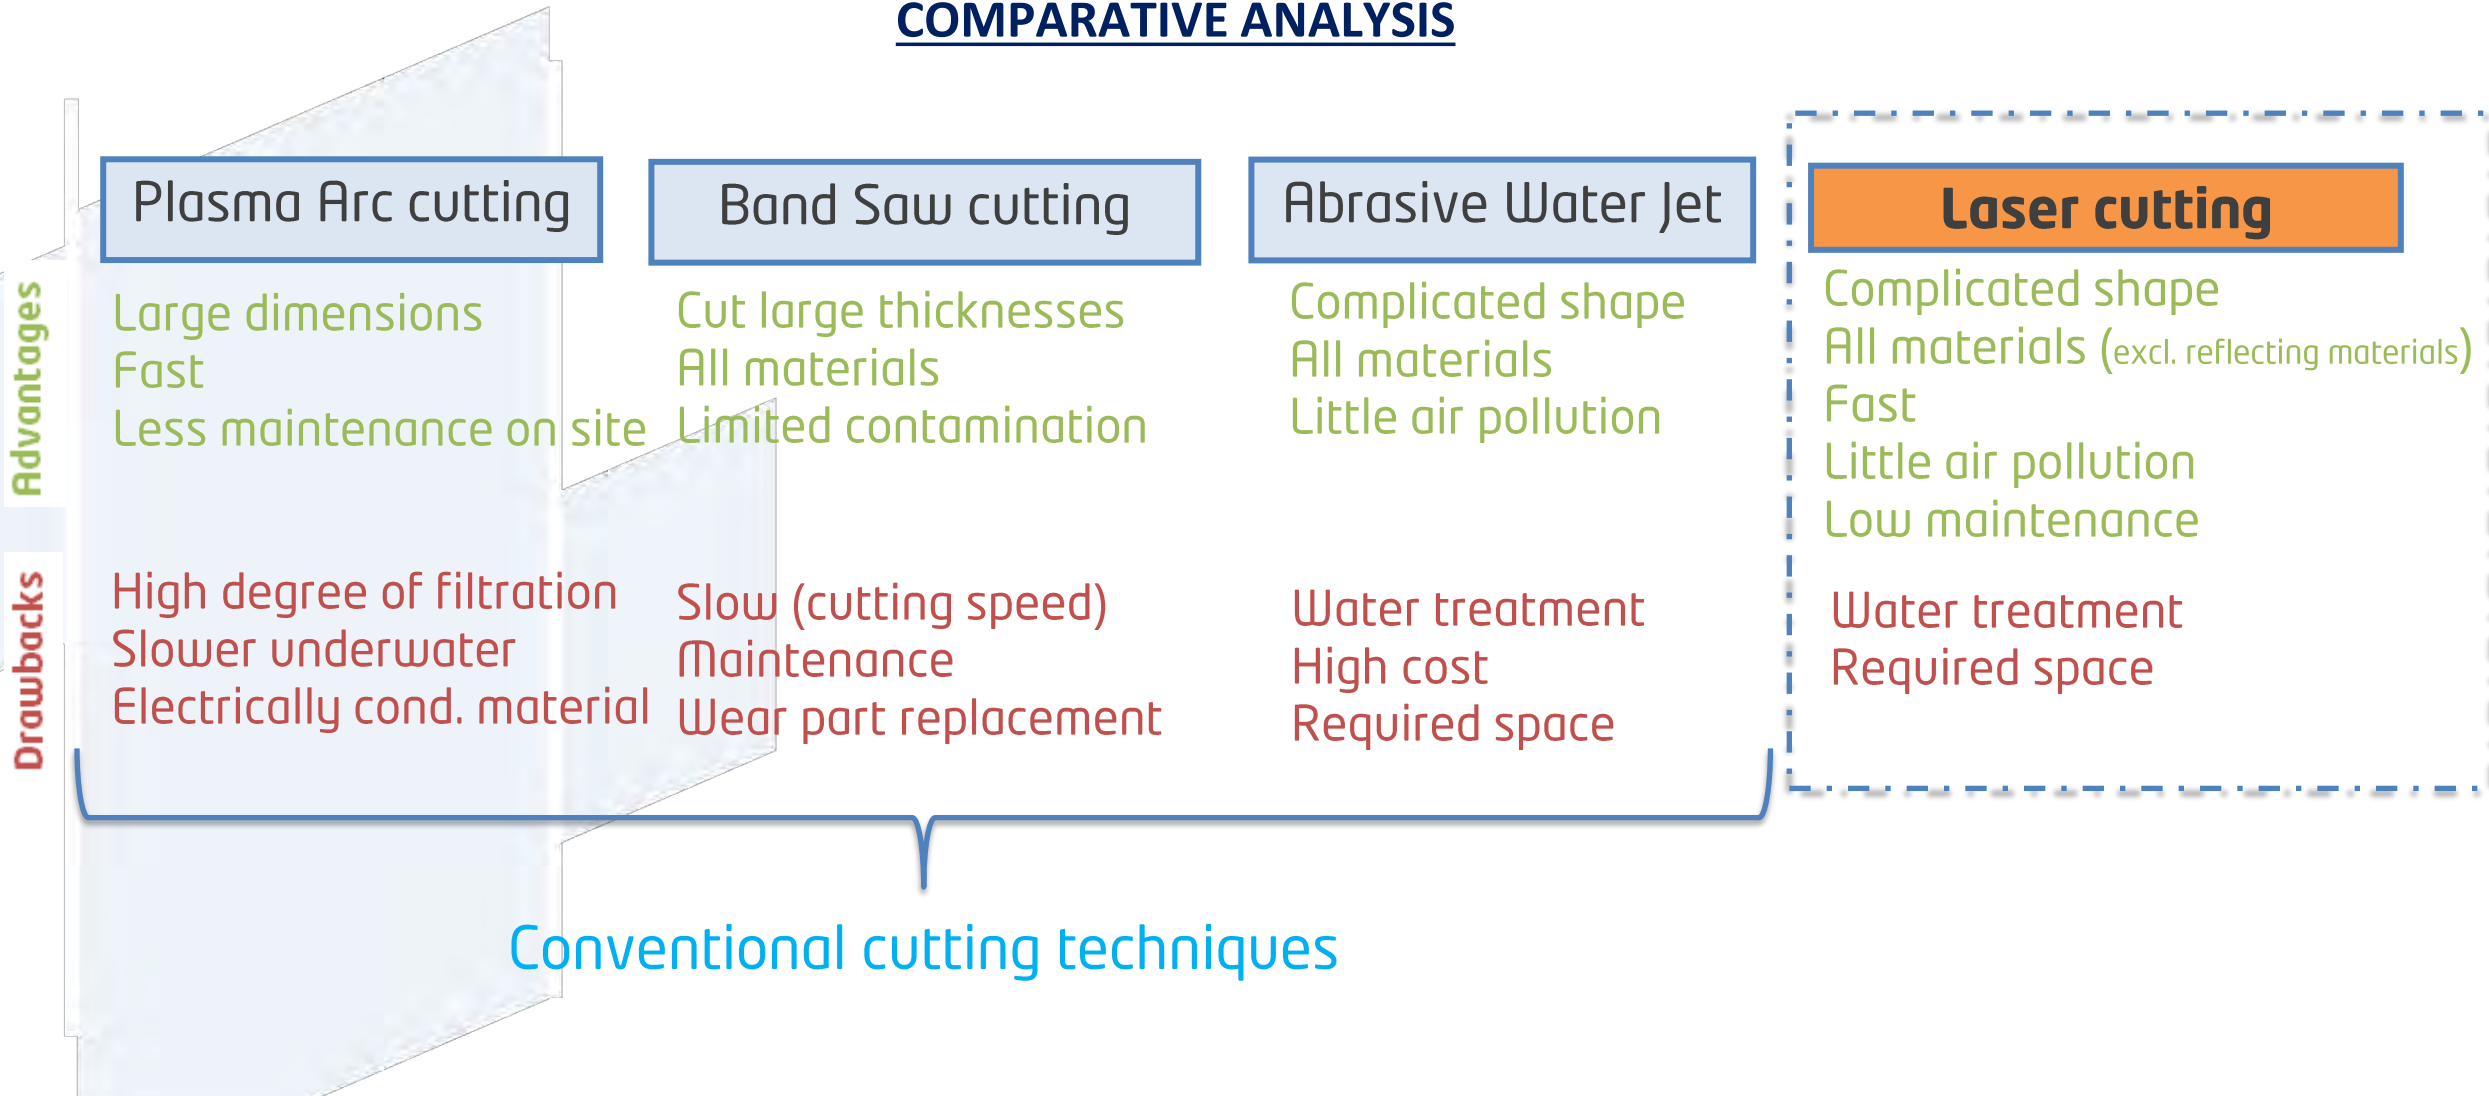 COMPARATIVE ANALYSIS
Plasma Arc cutting
Band Saw cutting
Abrasive Water Jet
Laser cutting
Advantages
Large dimensions
Fast
Less maintenance on site
Cut large thicknesses
All materials
Limited contamination
Complicated shape
All materials
Little air pollution
Complicated shape
All materials (excl. reflecting materials)
Fast
Little air pollution
Low maintenance
Drawbacks
High degree of filtration
Slower underwater
Electrically cond. material
Slow (cutting speed)
Maintenance
Wear part replacement
Water treatment
High cost
Required space
Water treatment
Required space
Conventional cutting techniques